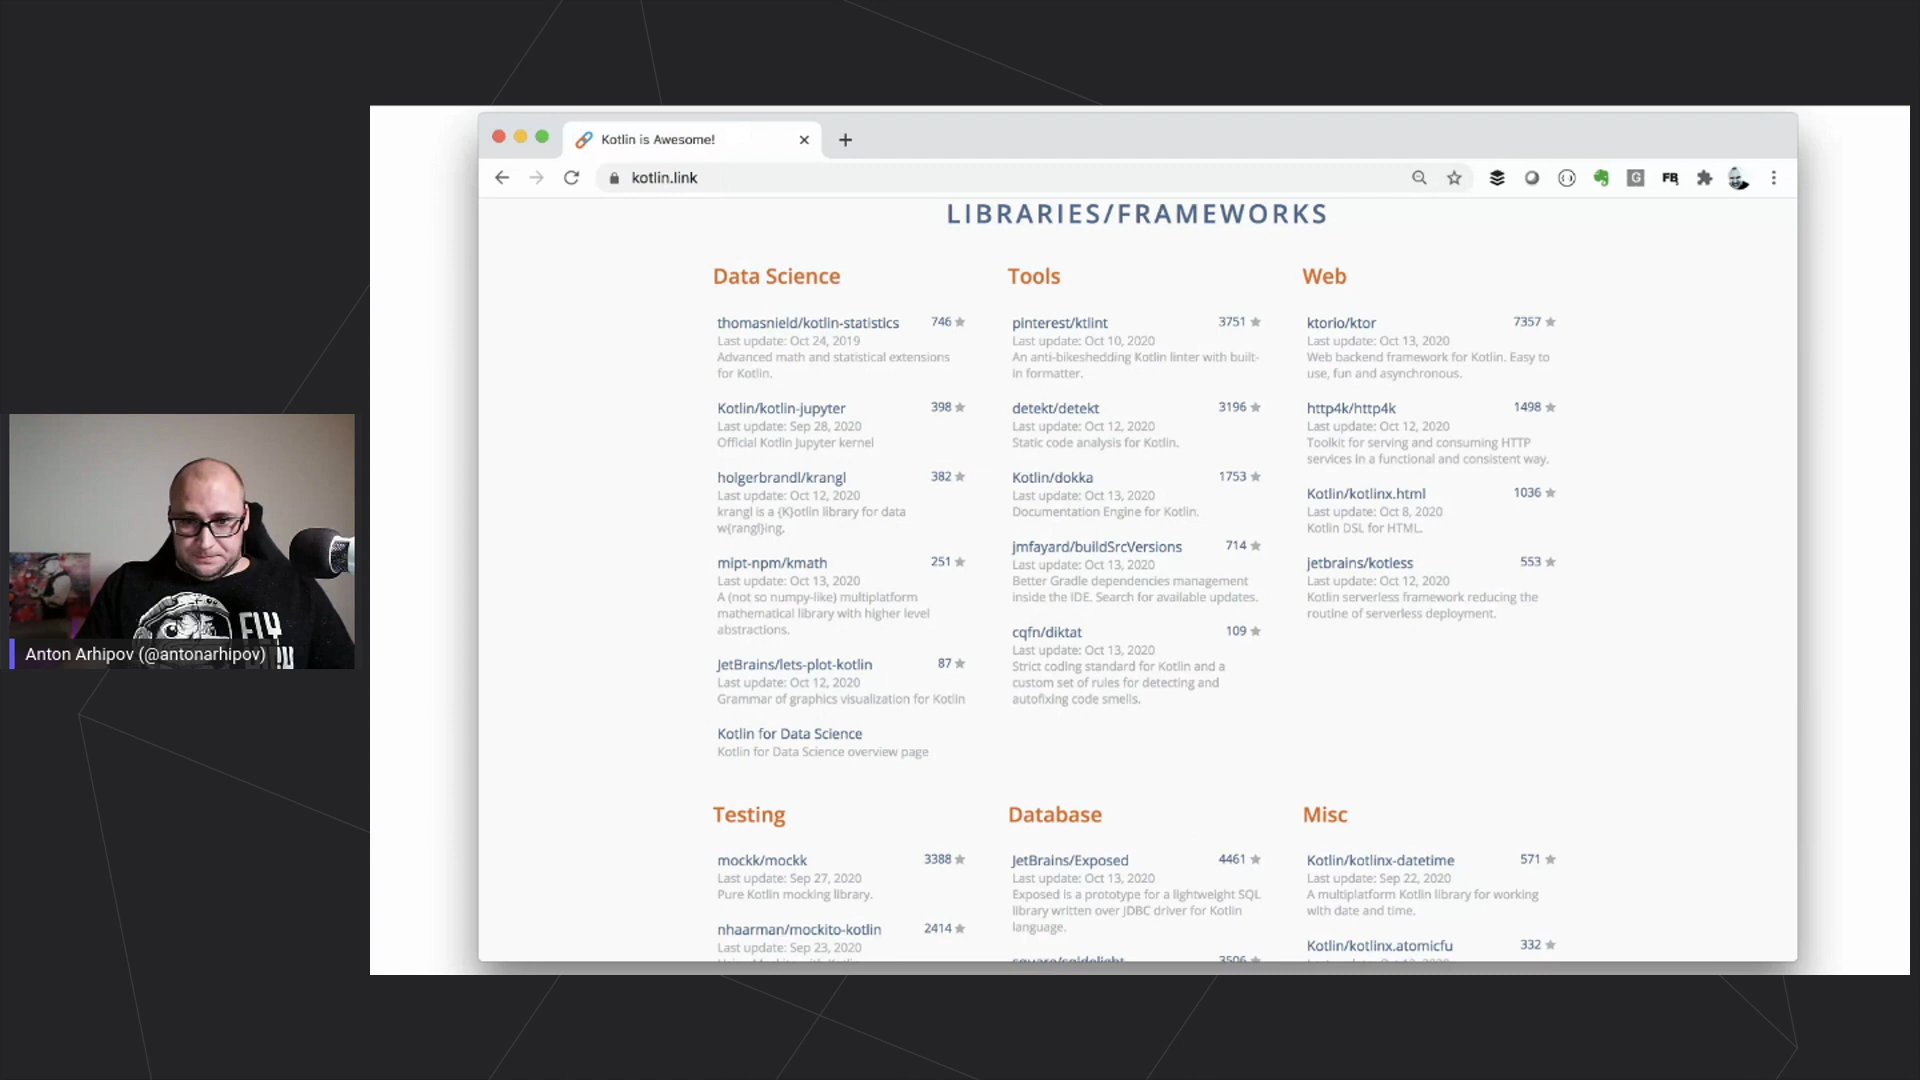 Kotlin is Awesome!
kotlin.link
LIBRARIES/FRAMEWORKS
Data Science
thomasnield/kotlin-statistics 746
Last update: Oct 24, 2019
Advanced math and statistical extensions
for Kotlin.
Kotlin/kotlin-jupyter 398
Last update: Sep 28, 2020
Official Kotlin Jupyter kernel
holgerbrandl/krangl 382
Last update: Oct 12, 2020
krangl is a {K}otlin library for data
w{rangl}ing.
mipt-npm/kmath 251
Last update: Oct 13, 2020
A (not so numpy-like) multiplatform
mathematical library with higher level
abstractions.
JetBrains/lets-plot-kotlin 87
Last update: Oct 12, 2020
Grammar of graphics visualization for Kotlin
Kotlin for Data Science
Kotlin for Data Science overview page
Tools
pinterest/ktlint 3751
Last update: Oct 10, 2020
An anti-bikeshedding Kotlin linter with built-
in formatter.
detekt/detekt 3196
Last update: Oct 12, 2020
Static code analysis for Kotlin.
Kotlin/dokka 1753
Last update: Oct 13, 2020
Documentation Engine for Kotlin.
jmfayard/buildSrcVersions 714
Last update: Oct 13, 2020
Better Gradle dependencies management
inside the IDE. Search for available updates.
cqfn/diktat 109
Last update: Oct 13, 2020
Strict coding standard for Kotlin and a
custom set of rules for detecting and
autofixing code smells.
Web
ktorio/ktor 7357
Last update: Oct 13, 2020
Web backend framework for Kotlin. Easy to
use, fun and asynchronous.
http4k/http4k 1498
Last update: Oct 12, 2020
Toolkit for serving and consuming HTTP
services in a functional and consistent way.
Kotlin/kotlinx.html 1036
Last update: Oct 8, 2020
Kotlin DSL for HTML.
jetbrains/kotless 553
Last update: Oct 12, 2020
Kotlin serverless framework reducing the
routine of serverless deployment.
Testing
mockk/mockk 3388
Last update: Sep 27, 2020
Pure Kotlin mocking library.
nhaarman/mockito-kotlin 2414
Last update: Sep 23, 2020
Database
JetBrains/Exposed 4461
Last update: Oct 13, 2020
Exposed is a prototype for a lightweight SQL
library written over JDBC driver for Kotlin
language.
square/sqldelight 3506
Misc
Kotlin/kotlinx-datetime 571
Last update: Sep 22, 2020
A multiplatform Kotlin library for working
with date and time.
Kotlin/kotlinx.atomicfu 332
FLY
Anton Arhipov (@antonarhipov)